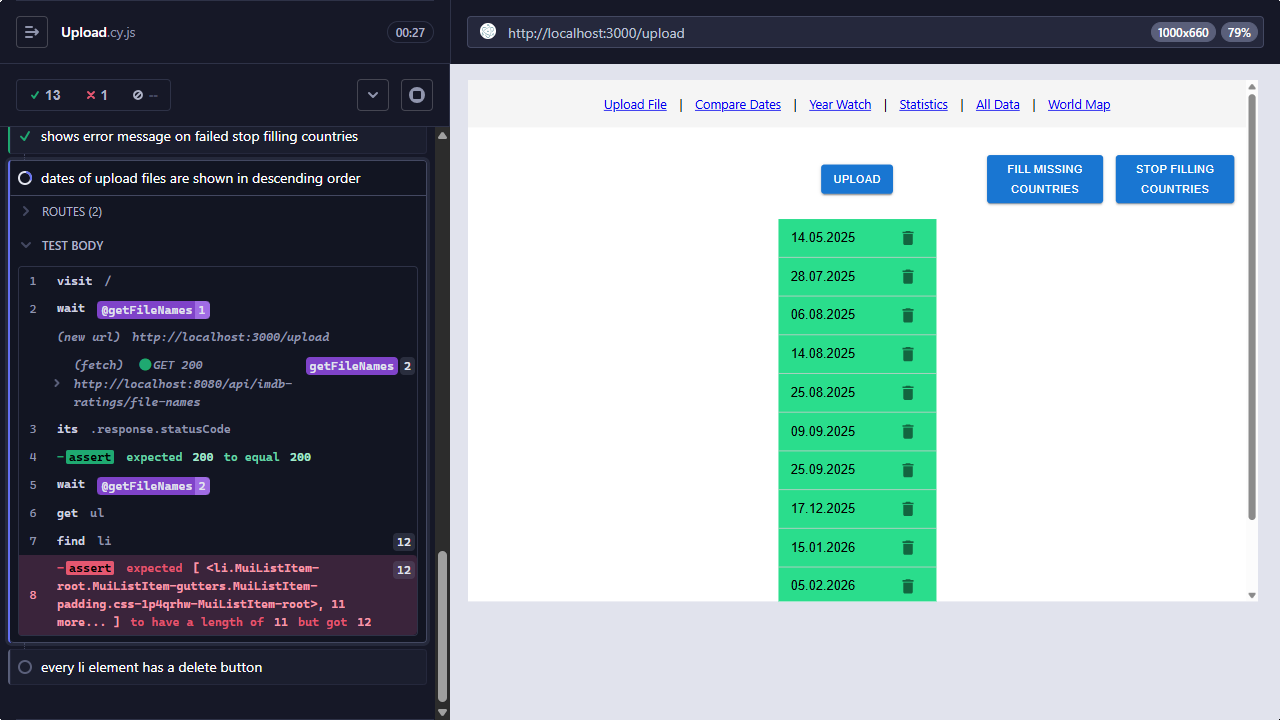 Upload.cy.js
00:27
13
1
--
shows error message on failed stop filling countries
dates of upload files are shown in descending order
ROUTES (2)
TEST BODY
1 visit /
2 wait @getFileNames 1
(new url) http://localhost:3000/upload
(fetch) GET 200 getFileNames 2
http://localhost:8080/api/imdb-
ratings/file-names
3 its .response.statusCode
4 -assert expected 200 to equal 200
5 wait @getFileNames 2
6 get ul
7 find li 12
-assert expected [ <li.MuiListItem- 12
root.MuiListItem-gutters.MuiListItem-
8 padding.css-1p4qrhw-MuiListItem-root>, 11
more... ] to have a length of 11 but got 12
every li element has a delete button
http://localhost:3000/upload
1000x660
79%
Upload File | Compare Dates | Year Watch | Statistics | All Data | World Map
UPLOAD
FILL MISSING
COUNTRIES
STOP FILLING
COUNTRIES
14.05.2025
28.07.2025
06.08.2025
14.08.2025
25.08.2025
09.09.2025
25.09.2025
17.12.2025
15.01.2026
05.02.2026